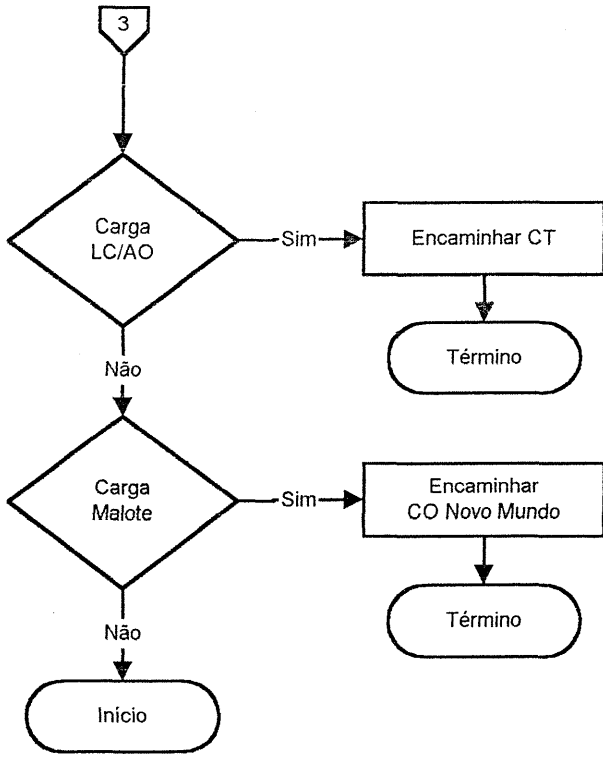 3
Carga
LC/AO
Sim
Encaminhar CT
Término
Não
Carga
Malote
Sim
Encaminhar
CO Novo Mundo
Término
Não
Início